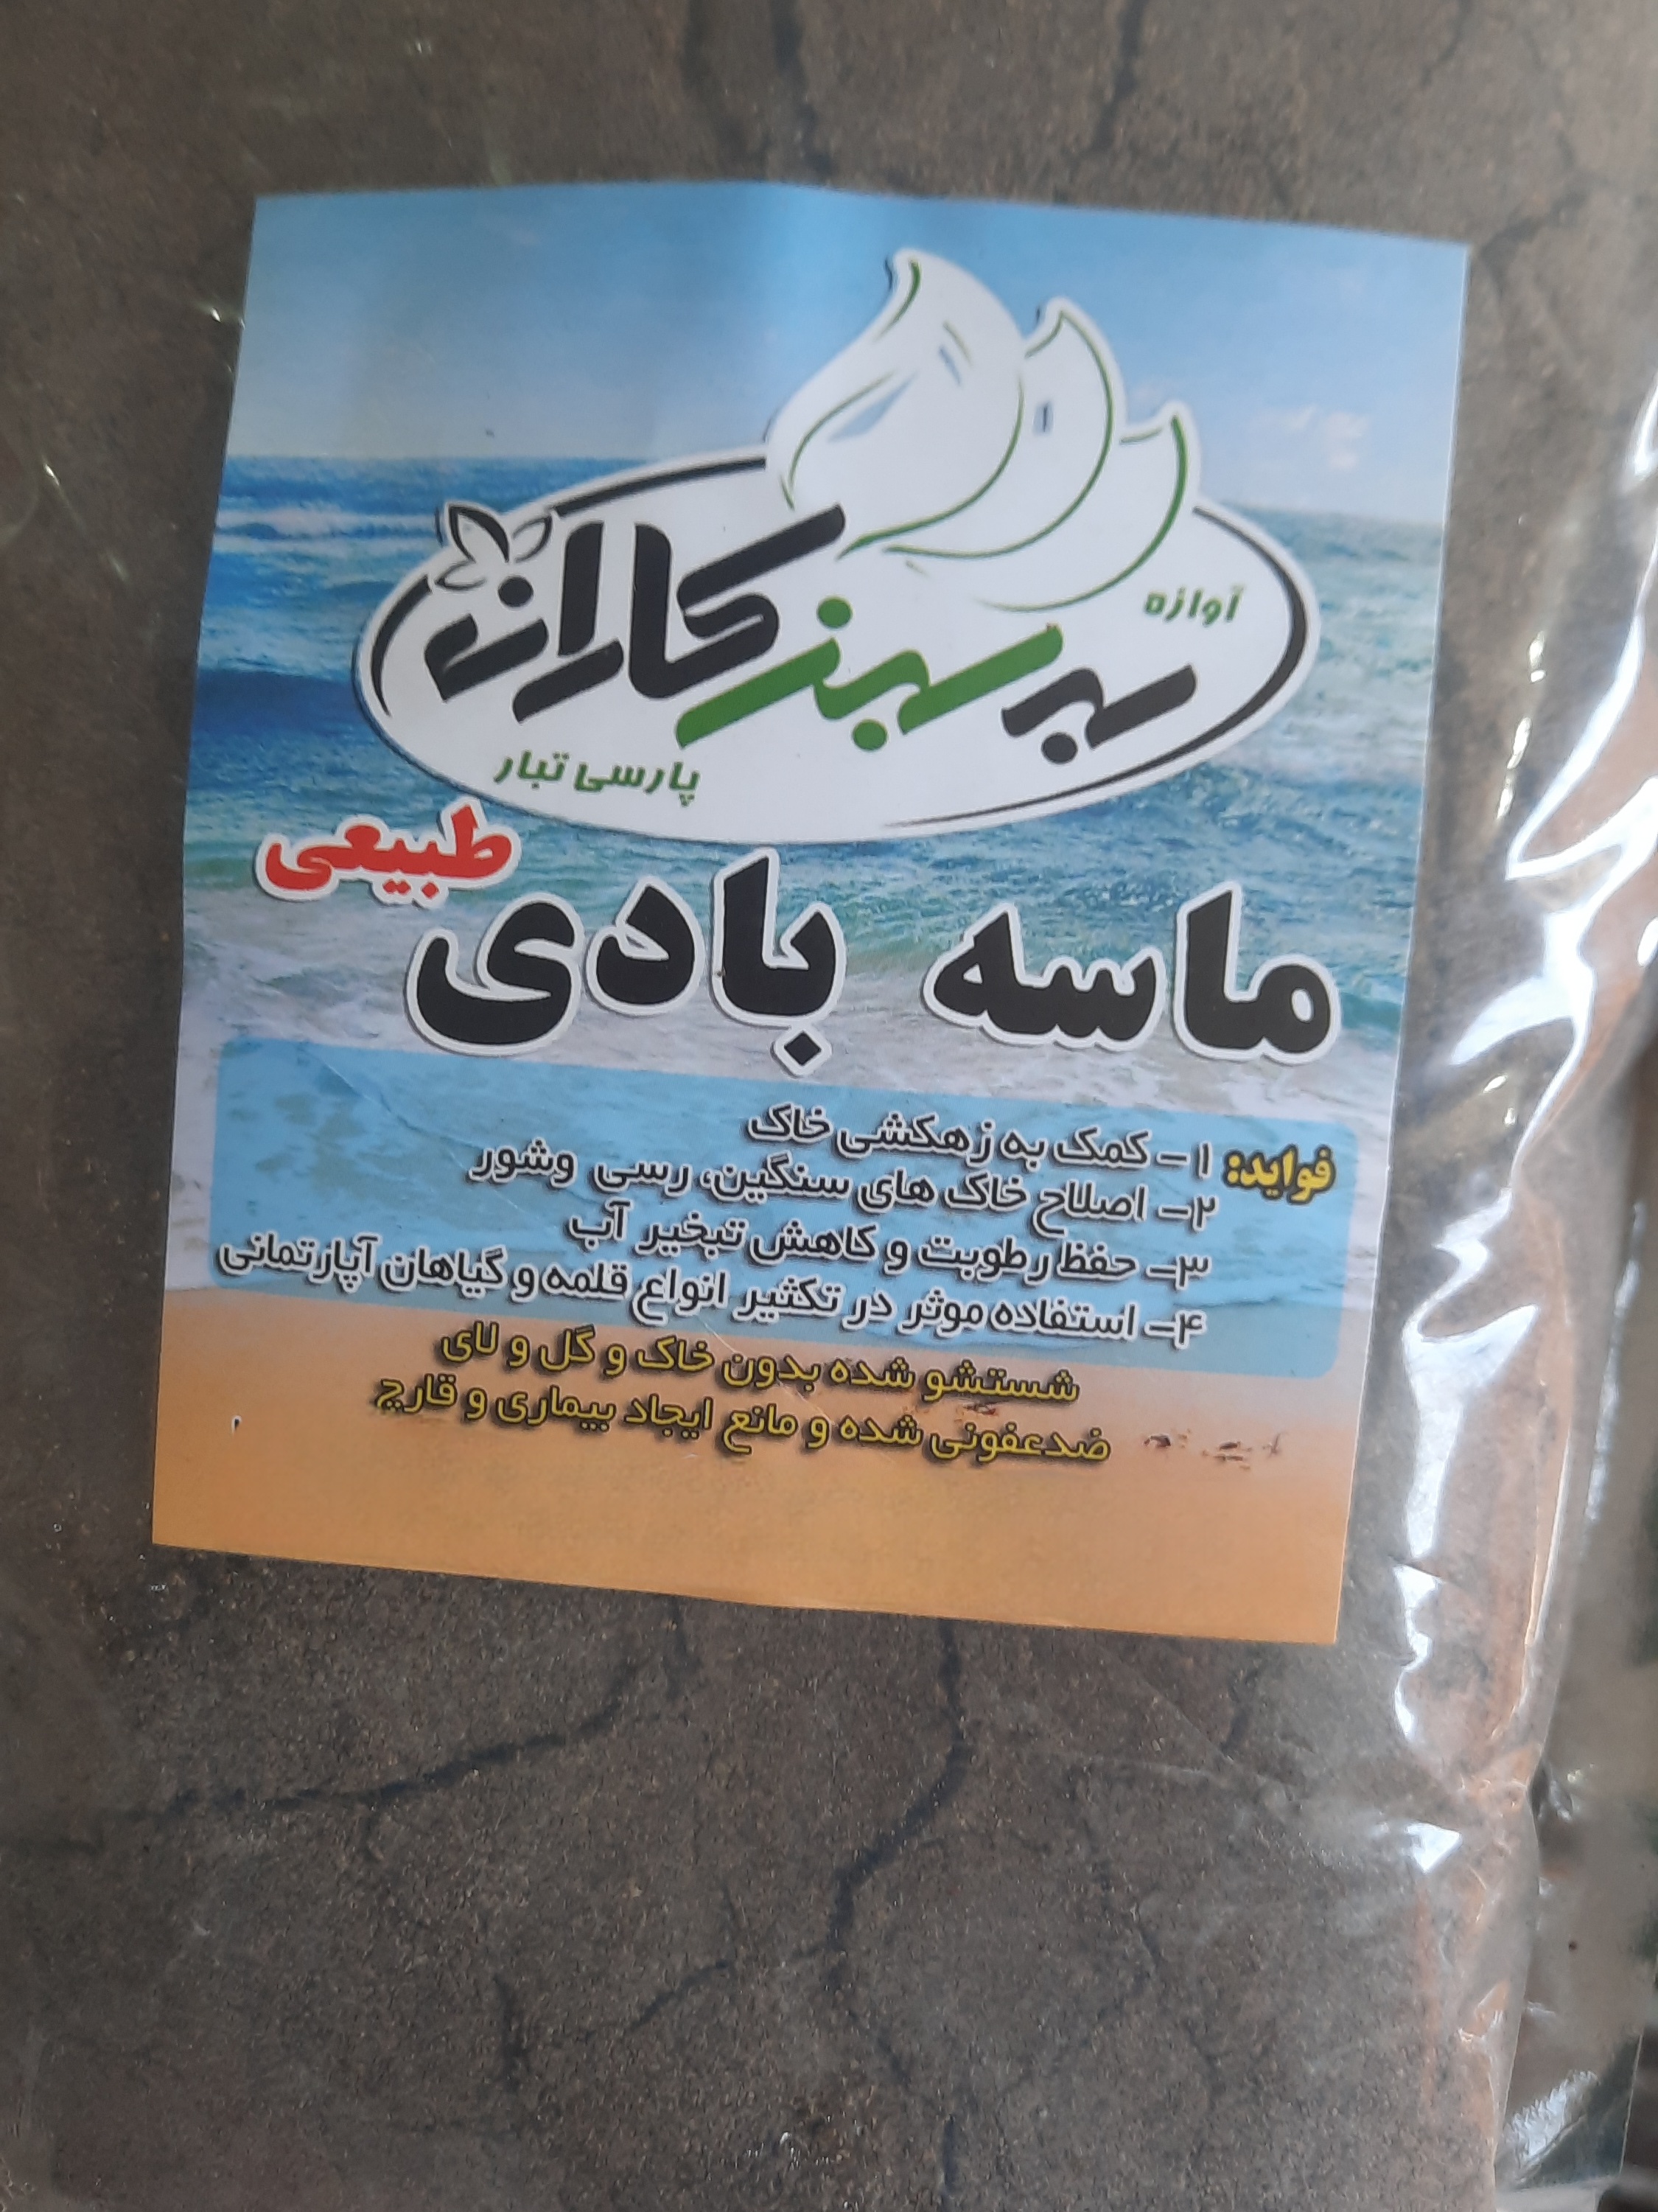 آوازه
سبز کاران
پارسی تبار
طبیعی
ماسه بادی
فواید: ۱- کمک به زهکشی خاک
۲- اصلاح خاک های سنگین، رسی وشور
۳- حفظ رطوبت و کاهش تبخیر آب
۴- استفاده موثر در تکثیر انواع قلمه و گیاهان آپارتمانی
شستشو شده بدون خاک و گل و لای
ضدعفونی شده و مانع ایجاد بیماری و قارچ